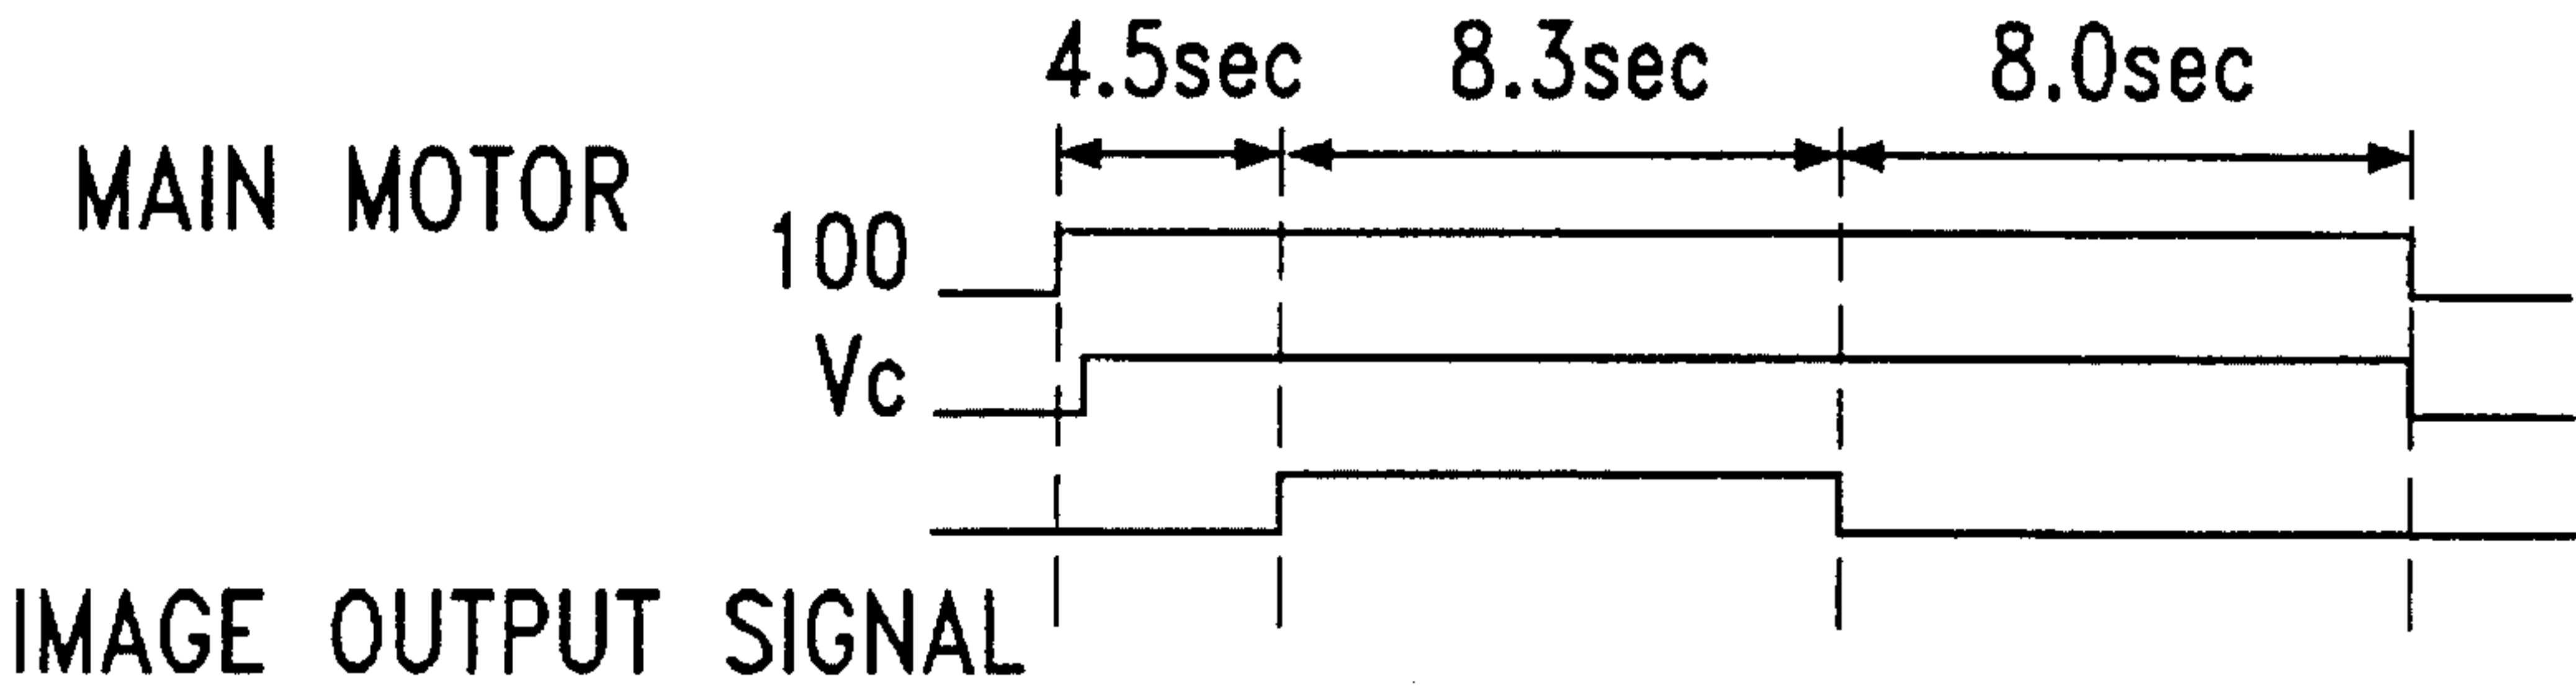 4.5sec 8.3sec 8.0sec
MAIN MOTOR
100
Vc
IMAGE OUTPUT SIGNAL